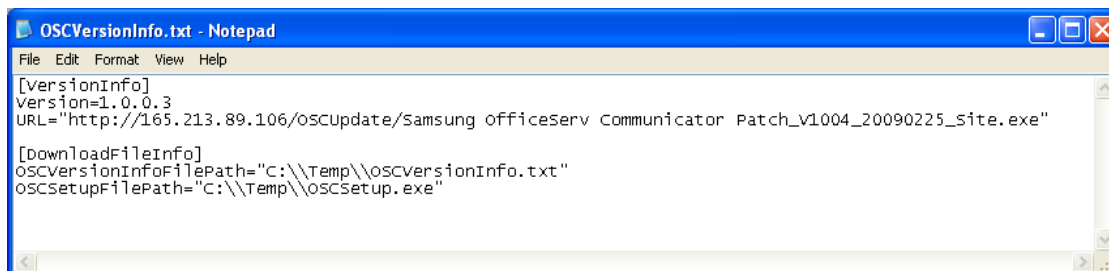 OSCVersionInfo.txt - Notepad
File Edit Format View Help
[VersionInfo]
Version=1.0.0.3
URL="http://165.213.89.106/OSCUpdate/Samsung OfficeServ Communicator Patch_V1004_20090225_Site.exe"
[DownloadFileInfo]
OSCVersionInfoFilePath="C:\\Temp\\OSCVersionInfo.txt"
OSCSetupFilePath="C:\\Temp\\OSCSetup.exe"